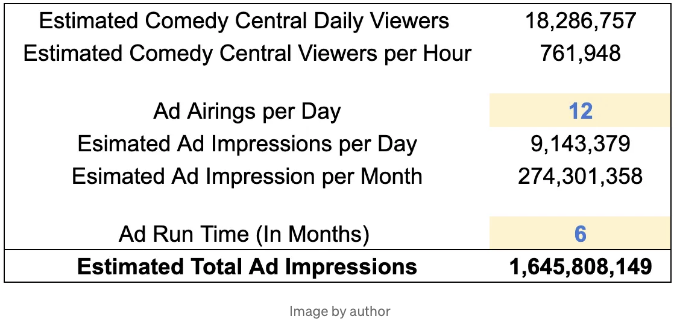 Estimated Comedy Central Daily Viewers 18,286,757
Estimated Comedy Central Viewers per Hour 761,948
Ad Airings per Day 12
Esimated Ad Impressions per Day 9,143,379
Esimated Ad Impression per Month 274,301,358
Ad Run Time (In Months) 6
Estimated Total Ad Impressions 1,645,808,149
Image by author